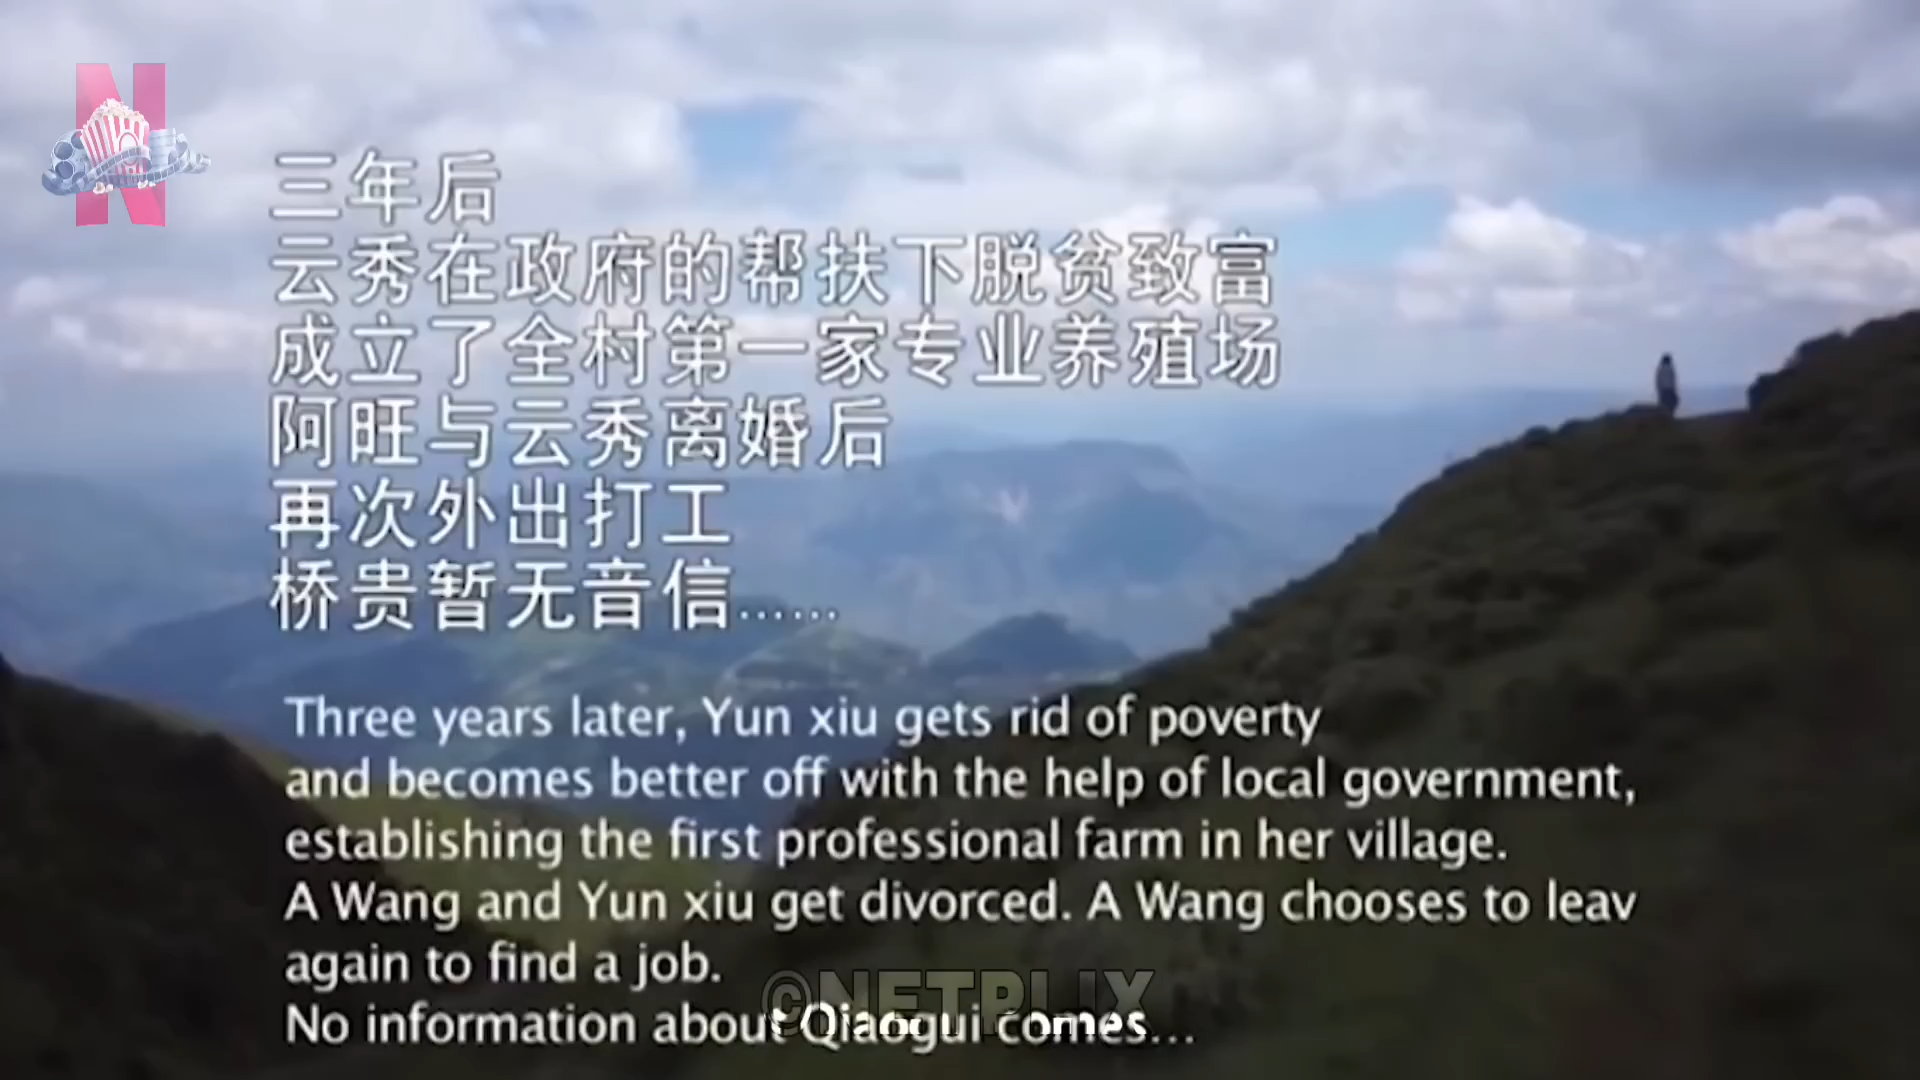 三年后
云秀在政府的帮扶下脱贫致富
成立了全村第一家专业养殖场
阿旺与云秀离婚后
再次外出打工
桥贵暂无音信……
Three years later, Yun xiu gets rid of poverty
and becomes better off with the help of local government,
establishing the first professional farm in her village.
A Wang and Yun xiu get divorced. A Wang chooses to leav
again to find a job.
©NETPLIX
No information about Qiaogui comes...